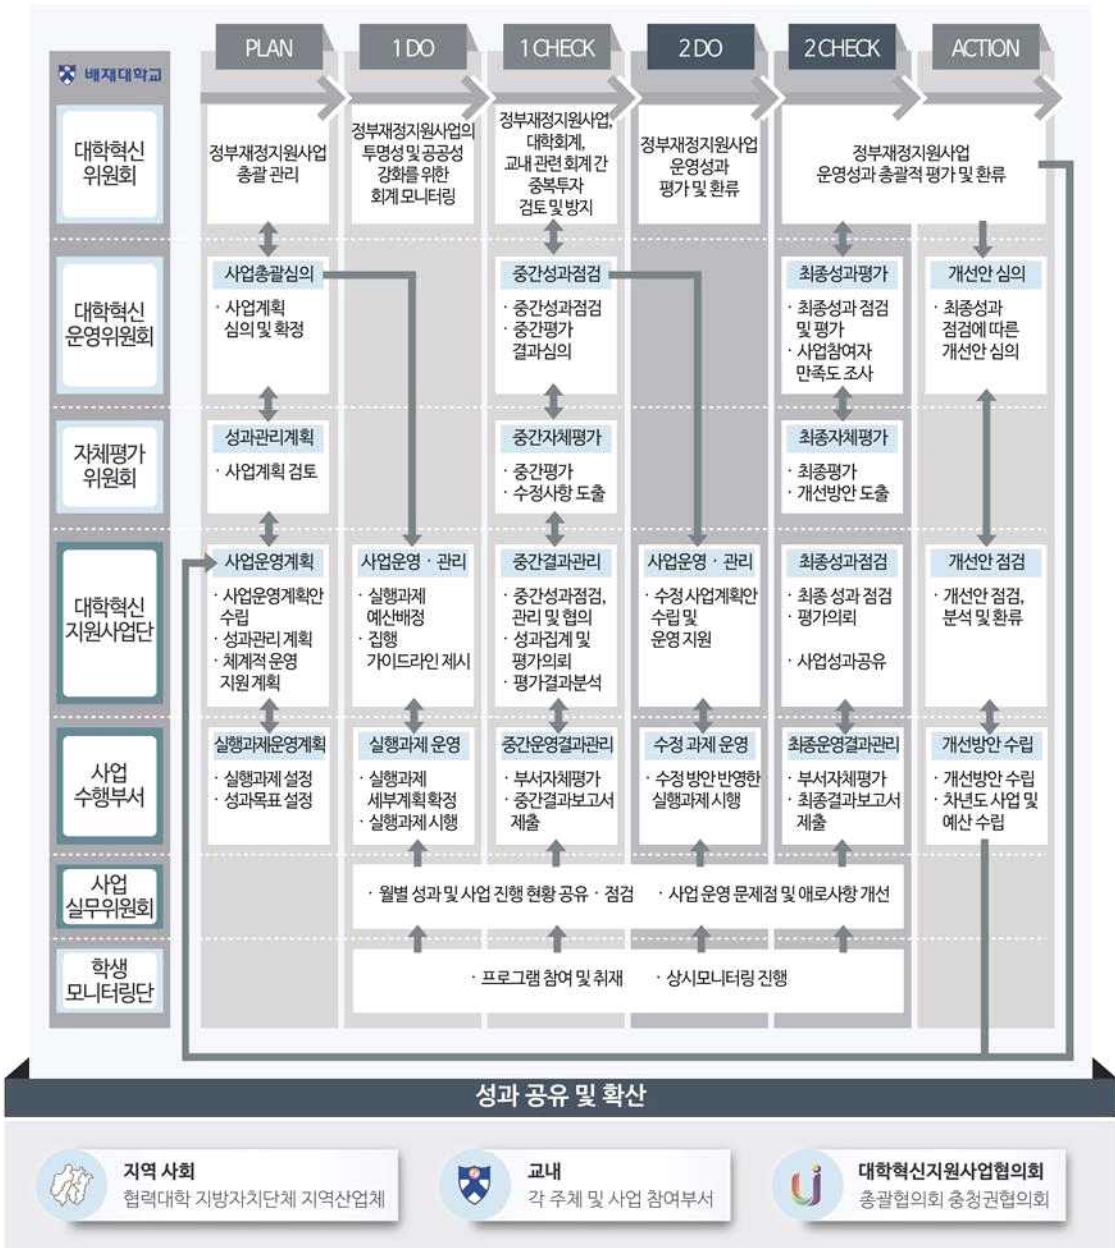 PLAN
1 DO
1 CHECK
2 DO
2 CHECK
ACTION
배재대학교
대학혁신
위원회
정부재정지원사업
총괄 관리
정부재정지원사업의
투명성 및 공공성
강화를 위한
회계 모니터링
정부재정지원사업,
대학회계,
교내 관련 회계 간
중복투자
검토 및 방지
정부재정지원사업
운영성과
평가 및 환류
정부재정지원사업
운영성과 총괄적 평가 및 환류
대학혁신
운영위원회
사업총괄심의
· 사업계획
심의 및 확정
중간성과점검
· 중간성과점검
· 중간평가
결과심의
최종성과평가
· 최종성과 점검
및 평가
· 사업참여자
만족도 조사
개선안 심의
· 최종성과
점검에 따른
개선안 심의
자체평가
위원회
성과관리계획
· 사업계획 검토
중간자체평가
· 중간평가
· 수정사항 도출
최종자체평가
· 최종평가
· 개선방안 도출
대학혁신
지원사업단
사업운영계획
· 사업운영계획안
수립
· 성과관리 계획
· 체계적 운영
지원 계획
사업운영 · 관리
· 실행과제
예산배정
· 집행
가이드라인 제시
중간결과관리
· 중간성과점검,
관리 및 협의
· 성과집계 및
평가의뢰
· 평가결과분석
사업운영 · 관리
· 수정 사업계획안
수립 및
운영 지원
최종성과점검
· 최종 성과 점검
· 평가의뢰
· 사업성과공유
개선안 점검
· 개선안 점검,
분석 및 환류
사업
수행부서
실행과제운영계획
· 실행과제 설정
· 성과목표 설정
실행과제 운영
· 실행과제
세부계획 확정
· 실행과제 시행
중간운영결과관리
· 부서자체평가
· 중간결과보고서
제출
수정 과제 운영
· 수정 방안 반영한
실행과제 시행
최종운영결과관리
· 부서자체평가
· 최종결과보고서
제출
개선방안 수립
· 개선방안 수립
· 차년도 사업 및
예산 수립
사업
실무위원회
· 월별 성과 및 사업 진행 현황 공유 · 점검 · 사업 운영 문제점 및 애로사항 개선
학생
모니터링단
· 프로그램 참여 및 취재 · 상시모니터링 진행
성과 공유 및 확산
지역 사회
협력대학 지방자치단체 지역산업체
교내
각 주체 및 사업 참여부서
대학혁신지원사업협의회
총괄협의회 충청권협의회